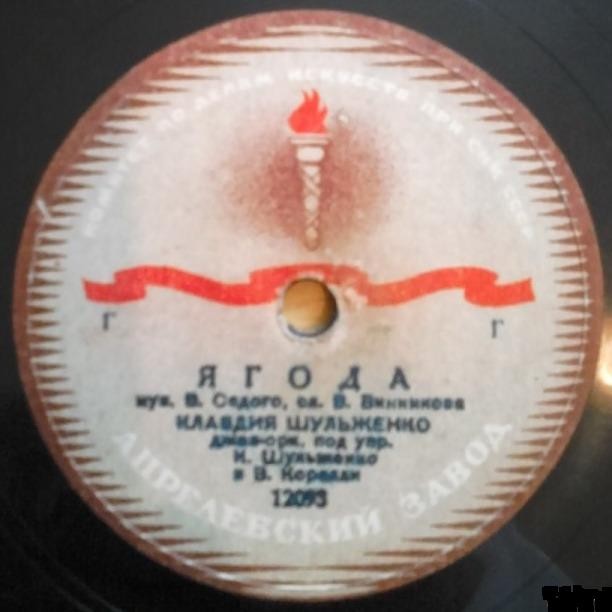 КОМИТЕТ ПО ДЕЛАМ ИСКУССТВ ПРИ СНК СССР
Г Г
ЯГОДА
муз. В. Седого, сл. В. Винникова
КЛАВДИЯ ШУЛЬЖЕНКО
джаз-орк. под упр.
К. Шульженко
и В. Коралли
12093
АПРЕЛЕВСКИЙ ЗАВОД